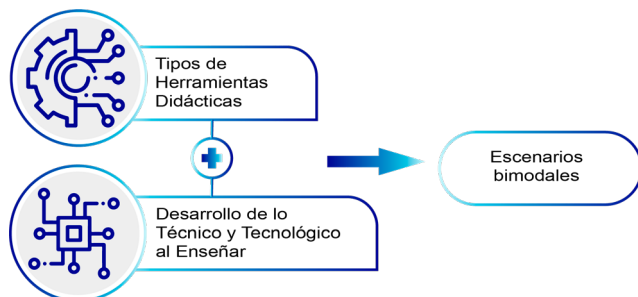 Tipos de
Herramientas
Didácticas
Desarrollo de lo
Técnico y Tecnológico
al Enseñar
Escenarios
bimodales